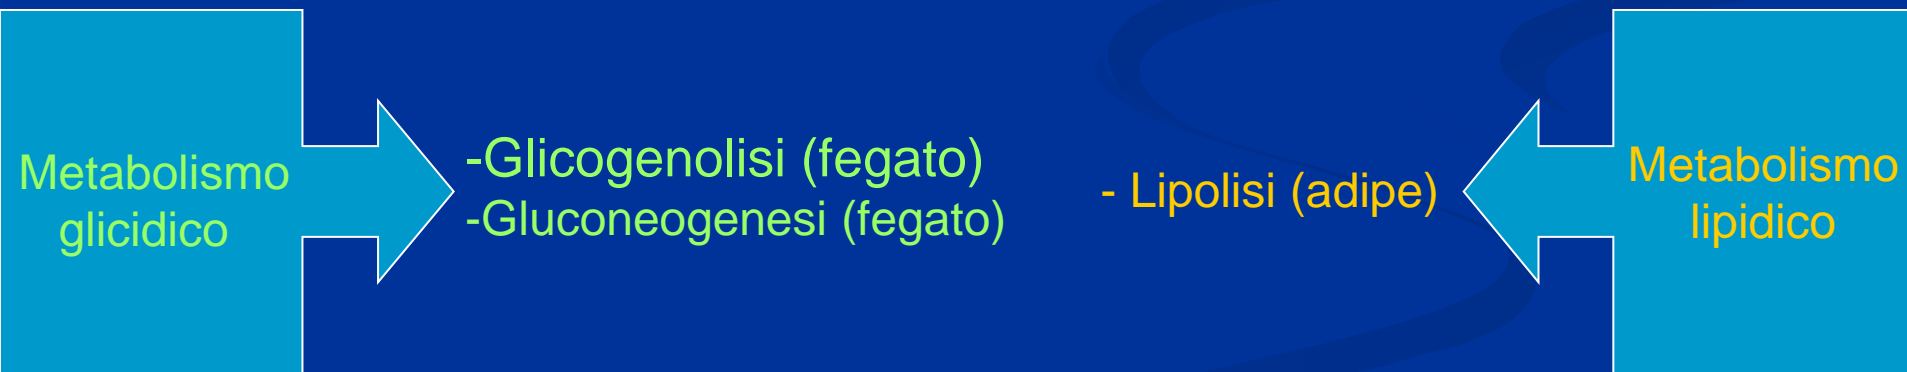 Metabolismo
glicidico
-Glicogenolisi (fegato)
-Gluconeogenesi (fegato)
- Lipolisi (adipe)
Metabolismo
lipidico